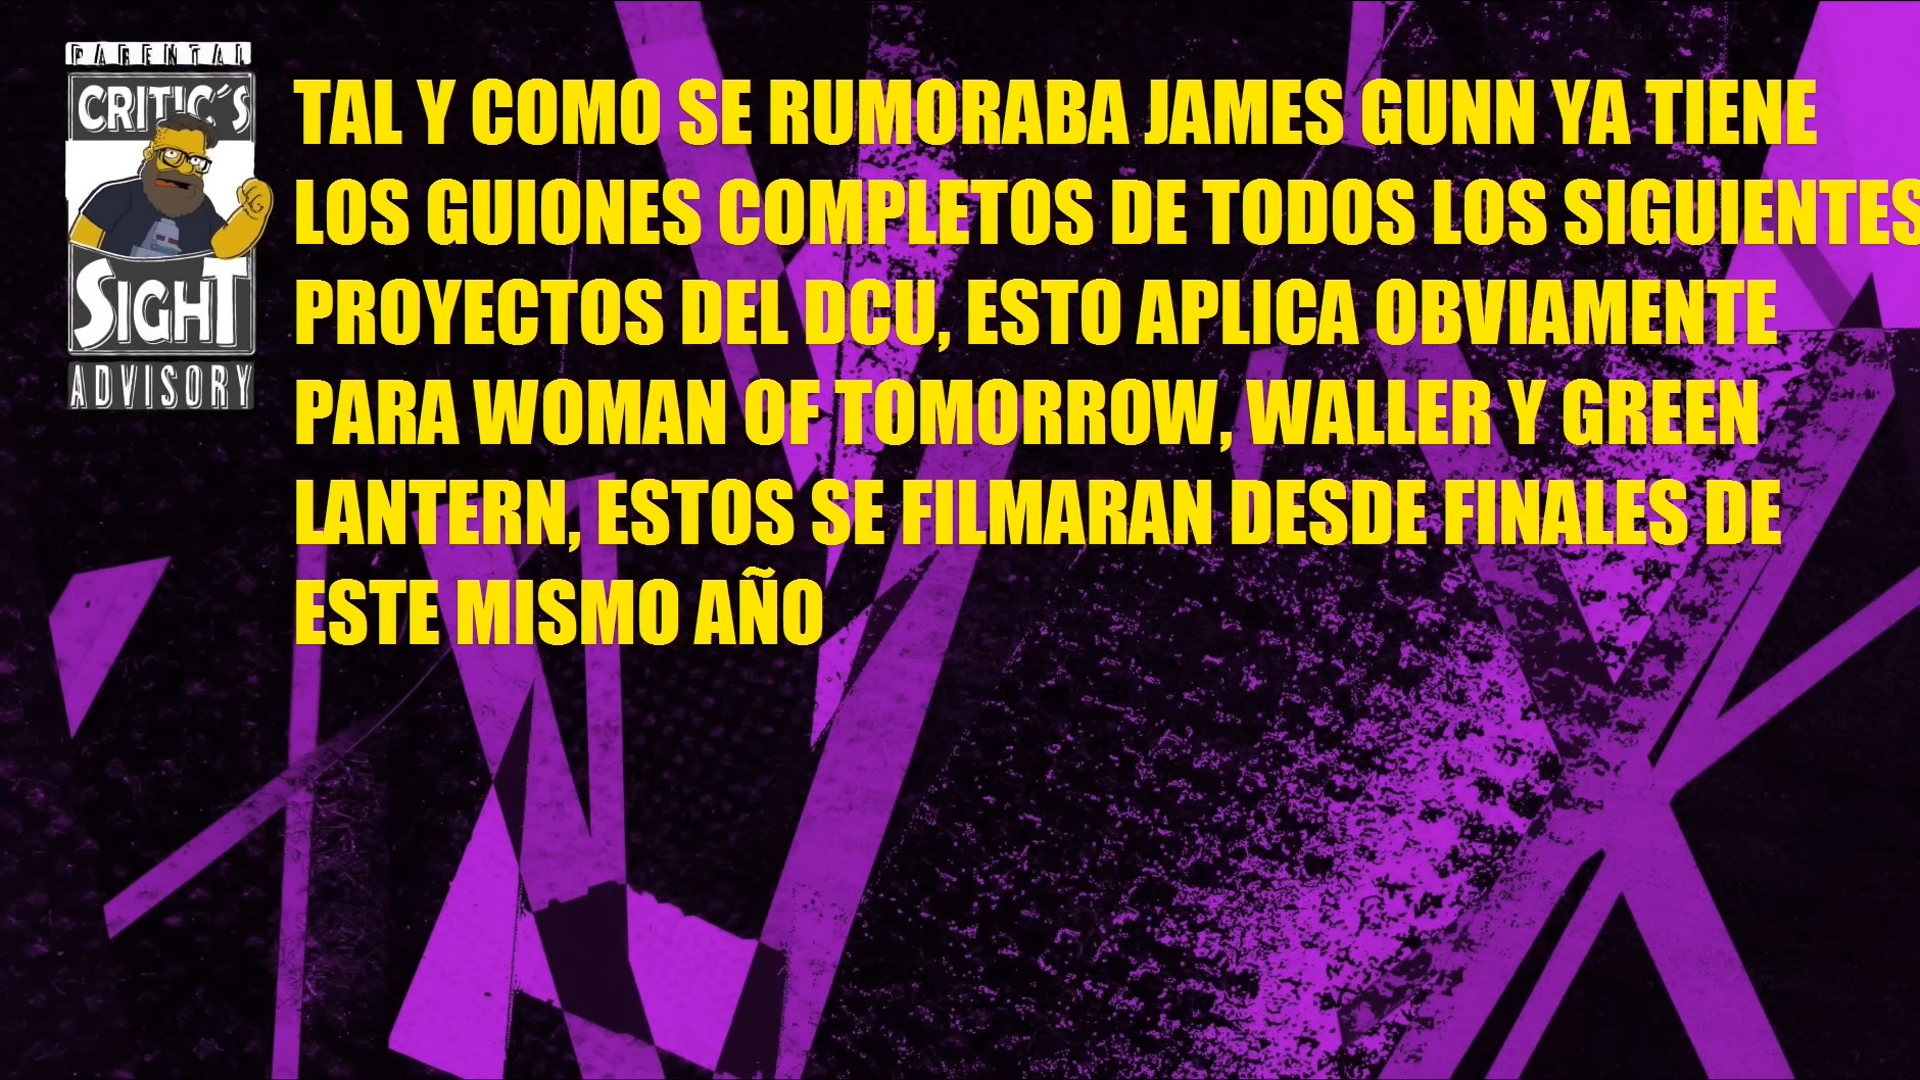 PARENTAL
CRITIC´S
SIGHT
ADVISORY
TAL Y COMO SE RUMORABA JAMES GUNN YA TIENE
LOS GUIONES COMPLETOS DE TODOS LOS SIGUIENTES
PROYECTOS DEL DCU, ESTO APLICA OBVIAMENTE
PARA WOMAN OF TOMORROW, WALLER Y GREEN
LANTERN, ESTOS SE FILMARAN DESDE FINALES DE
ESTE MISMO AÑO